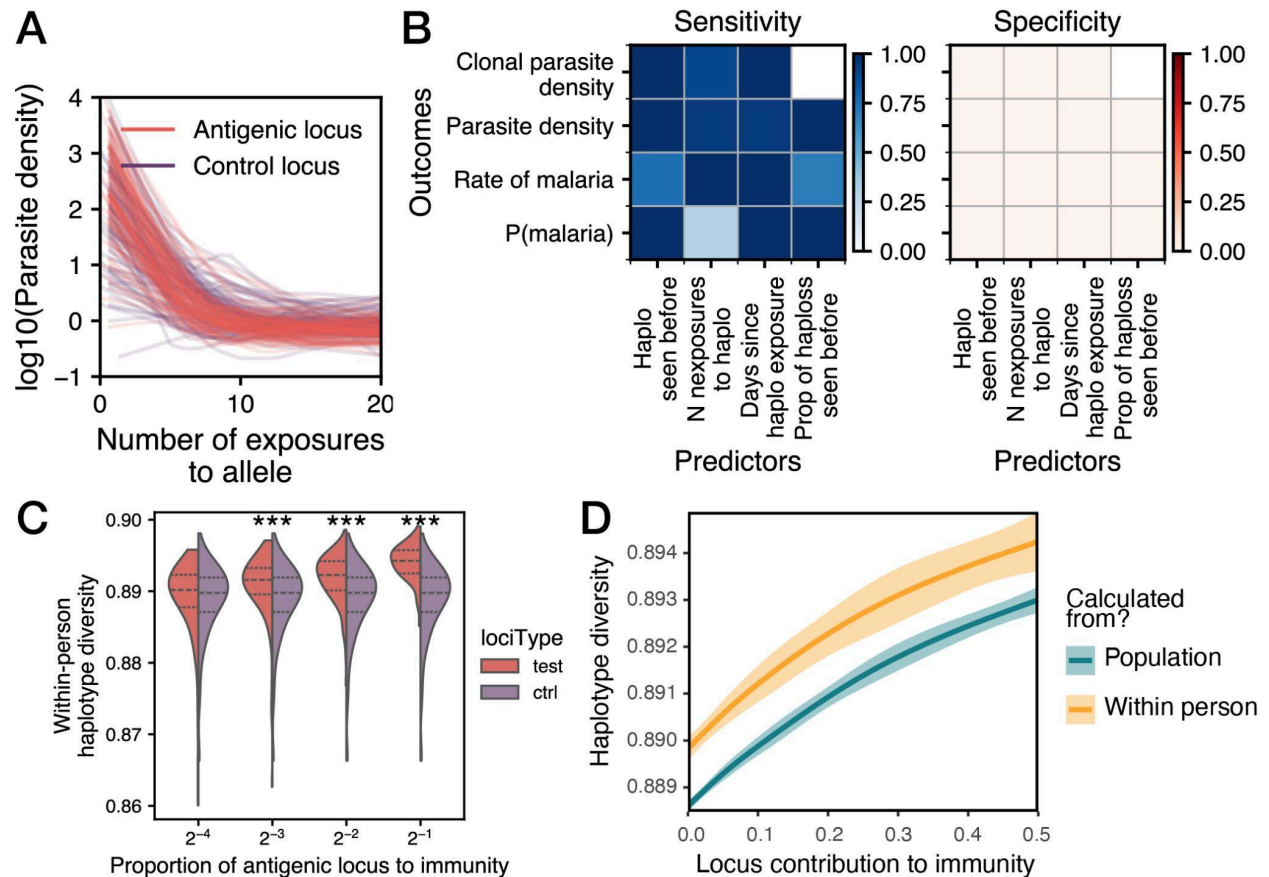 A
log10(Parasite density)
4
3
2
1
0
−1
Antigenic locus
Control locus
0 10 20
Number of exposures
to allele
B
Sensitivity
Specificity
Outcomes
Clonal parasite
density
Parasite density
Rate of malaria
P(malaria)
1.00
0.75
0.50
0.25
0.00
1.00
0.75
0.50
0.25
0.00
Haplo
seen before
N nexposures
to haplo
Days since
haplo exposure
Prop of haploss
seen before
Predictors
Haplo
seen before
N nexposures
to haplo
Days since
haplo exposure
Prop of haploss
seen before
Predictors
C
Within-person
haplotype diversity
0.90
0.89
0.88
0.87
0.86
*** *** ***
lociType
test
ctrl
2⁻⁴ 2⁻³ 2⁻² 2⁻¹
Proportion of antigenic locus to immunity
D
Haplotype diversity
0.894
0.893
0.892
0.891
0.890
0.889
0.0 0.1 0.2 0.3 0.4 0.5
Locus contribution to immunity
Calculated
from?
Population
Within person